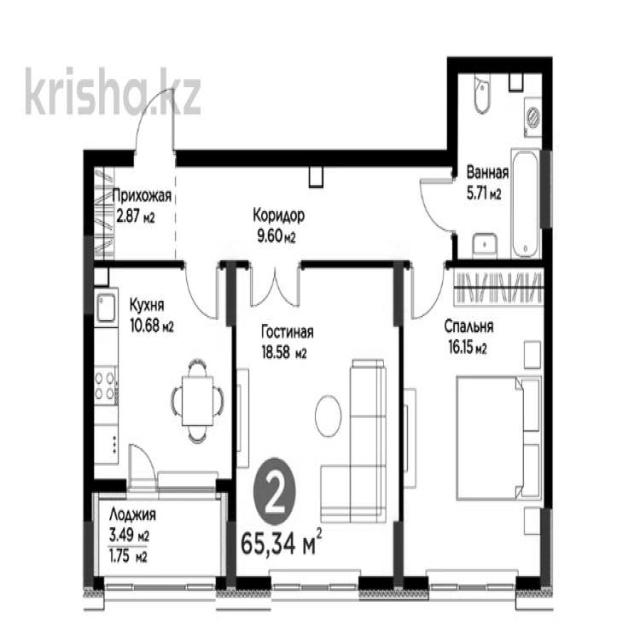 krisha.kz
Прихожая
2.87 м2
Коридор
9.60 м2
Ванная
5.71 м2
Кухня
10.68 м2
Гостиная
18.58 м2
Спальня
16.15 м2
Лоджия
3.49 м2
1.75 м2
2
65,34 м²